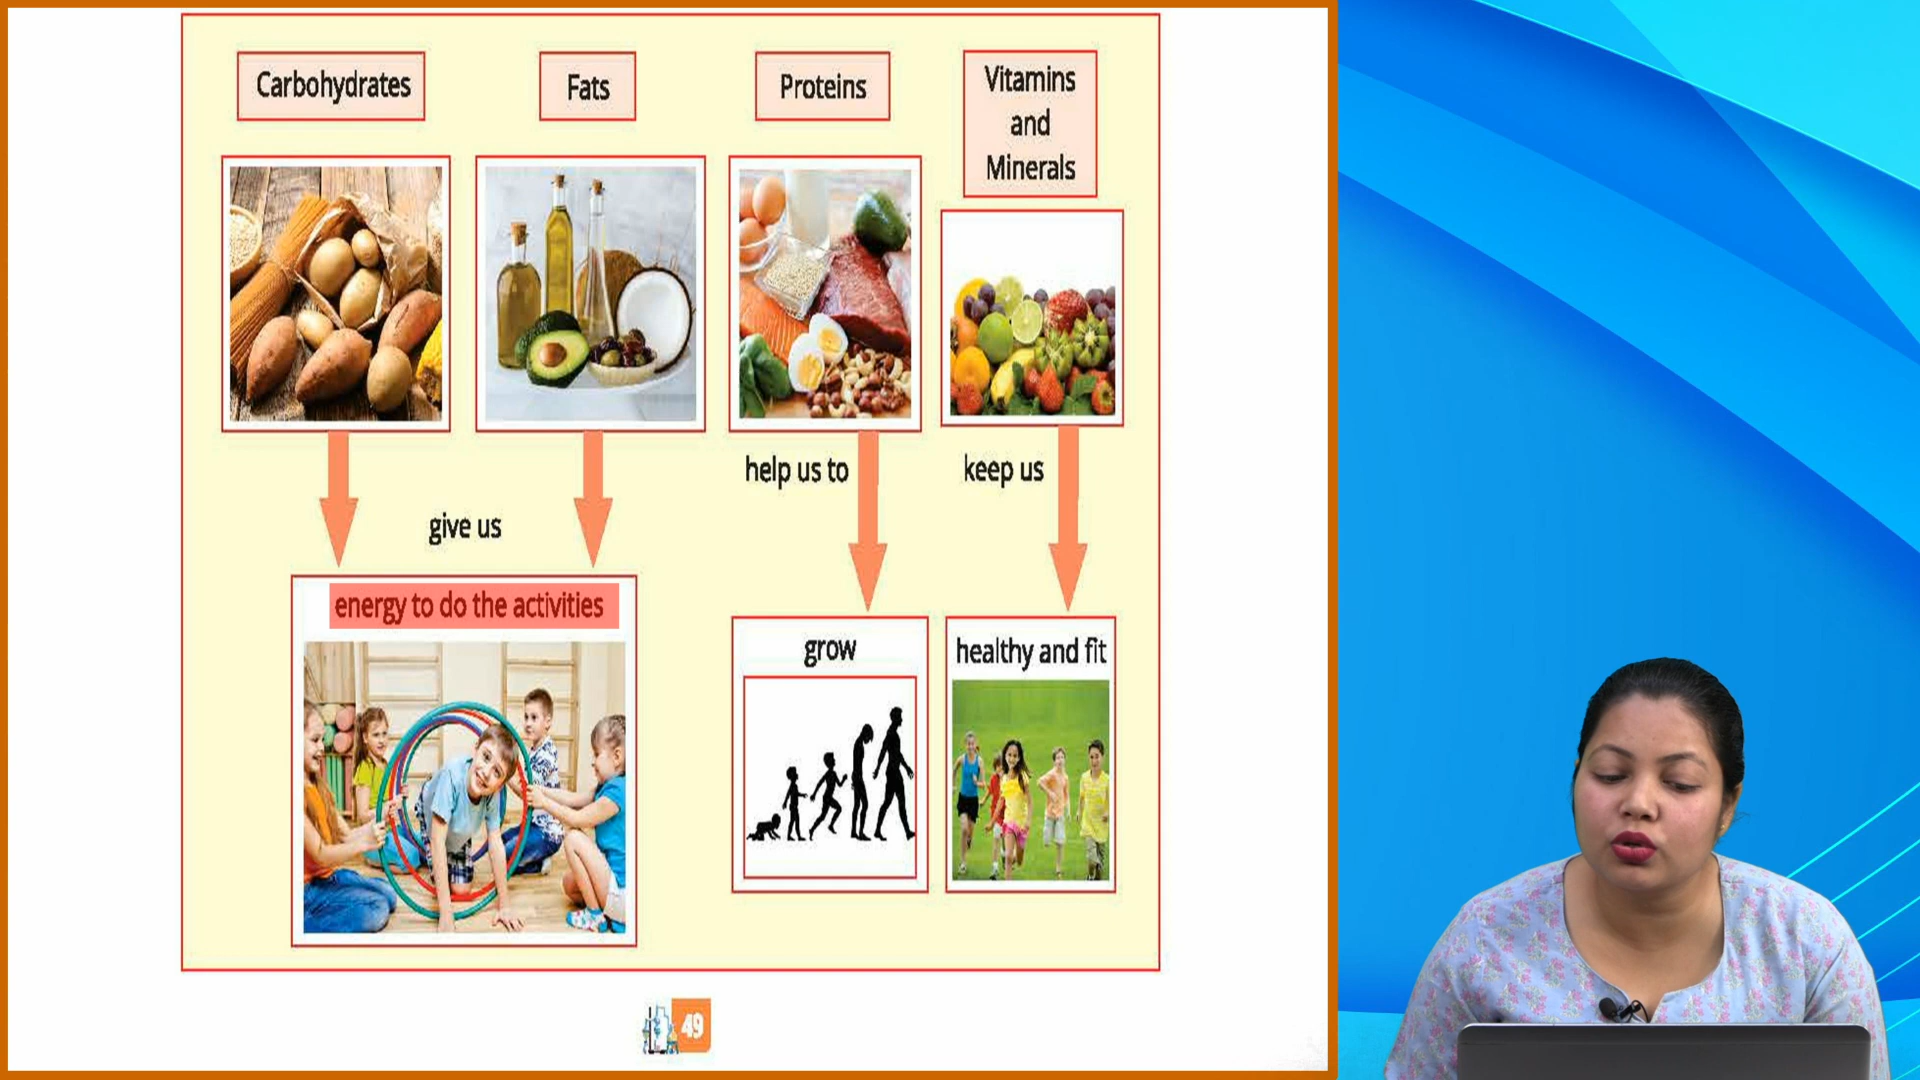 Carbohydrates
Fats
Proteins
Vitamins
and
Minerals
give us
help us to
keep us
energy to do the activities
grow
healthy and fit
49